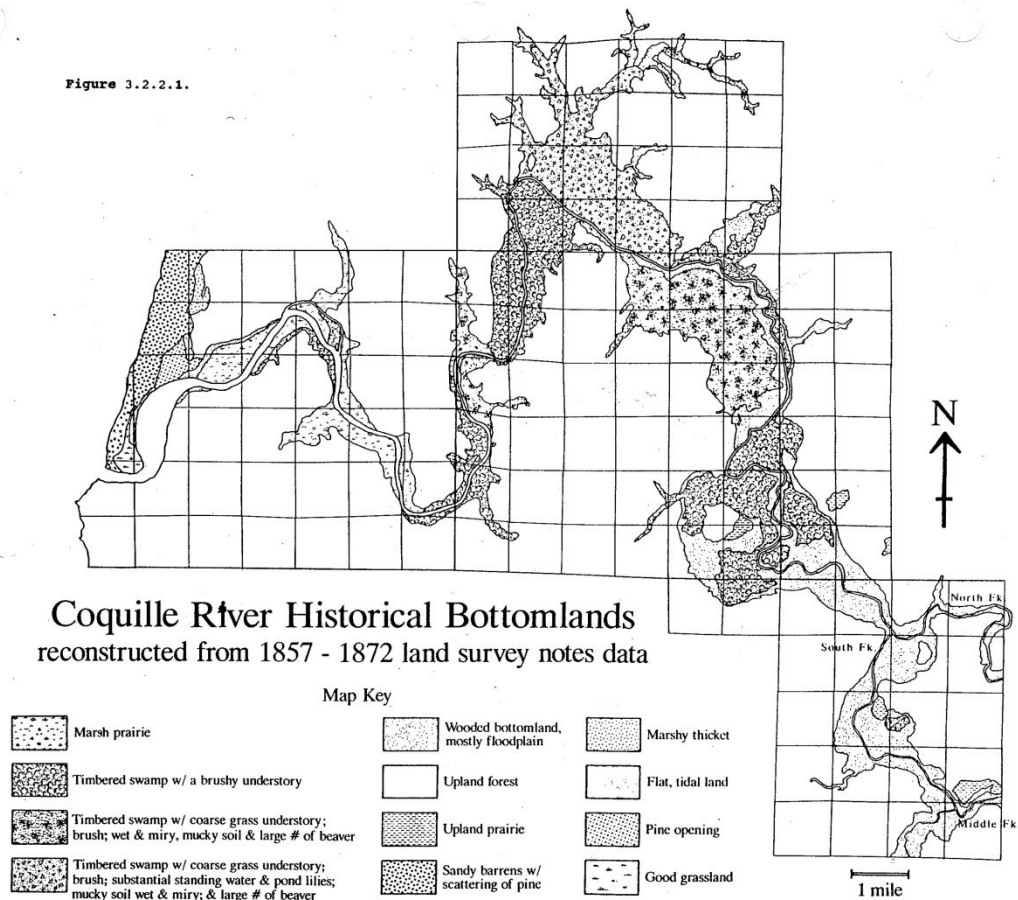 Figure 3.2.2.1.
N
North Fk.
South Fk.
Middle Fk
1 mile
Coquille River Historical Bottomlands
reconstructed from 1857 - 1872 land survey notes data
Map Key
Marsh prairie
Timbered swamp w/ a brushy understory
Timbered swamp w/ coarse grass understory;
brush; wet & miry, mucky soil & large # of beaver
Timbered swamp w/ coarse grass understory;
brush; substantial standing water & pond lilies;
mucky soil wet & miry; & large # of beaver
Wooded bottomland,
mostly floodplain
Upland forest
Upland prairie
Sandy barrens w/
scattering of pine
Marshy thicket
Flat, tidal land
Pine opening
Good grassland